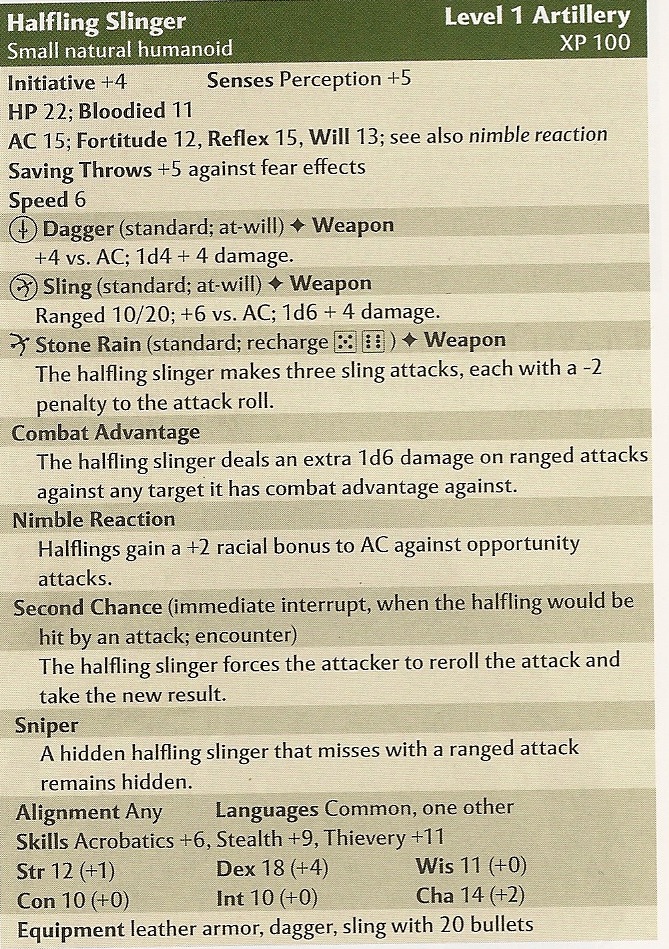 Halfling Slinger Level 1 Artillery
Small natural humanoid XP 100
Initiative +4 Senses Perception +5
HP 22; Bloodied 11
AC 15; Fortitude 12, Reflex 15, Will 13; see also nimble reaction
Saving Throws +5 against fear effects
Speed 6
Dagger (standard; at-will) ✦ Weapon
+4 vs. AC; 1d4 + 4 damage.
Sling (standard; at-will) ✦ Weapon
Ranged 10/20; +6 vs. AC; 1d6 + 4 damage.
Stone Rain (standard; recharge ⚄ ⚅) ✦ Weapon
The halfling slinger makes three sling attacks, each with a -2
penalty to the attack roll.
Combat Advantage
The halfling slinger deals an extra 1d6 damage on ranged attacks
against any target it has combat advantage against.
Nimble Reaction
Halflings gain a +2 racial bonus to AC against opportunity
attacks.
Second Chance (immediate interrupt, when the halfling would be
hit by an attack; encounter)
The halfling slinger forces the attacker to reroll the attack and
take the new result.
Sniper
A hidden halfling slinger that misses with a ranged attack
remains hidden.
Alignment Any Languages Common, one other
Skills Acrobatics +6, Stealth +9, Thievery +11
Str 12 (+1) Dex 18 (+4) Wis 11 (+0)
Con 10 (+0) Int 10 (+0) Cha 14 (+2)
Equipment leather armor, dagger, sling with 20 bullets